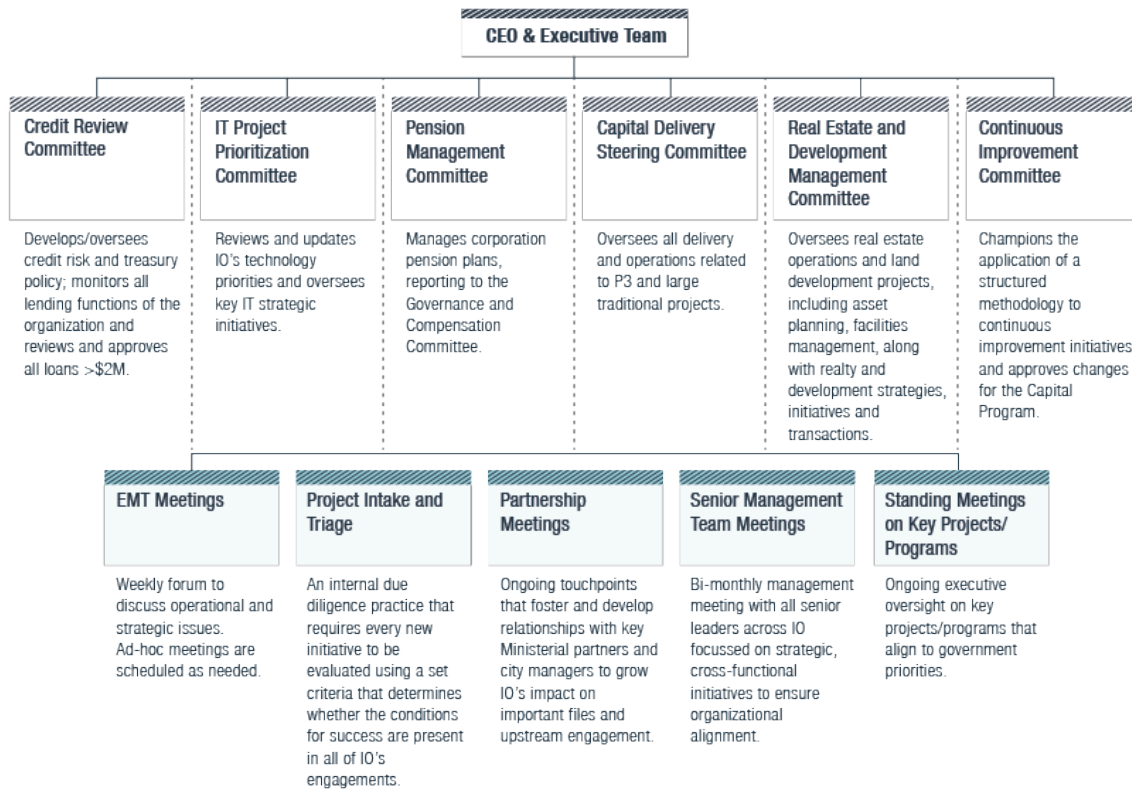 CEO & Executive Team
Credit Review
Committee
Develops/oversees
credit risk and treasury
policy; monitors all
lending functions of the
organization and
reviews and approves
all loans >$2M.
IT Project
Prioritization
Committee
Reviews and updates
IO's technology
priorities and oversees
key IT strategic
initiatives.
Pension
Management
Committee
Manages corporation
pension plans,
reporting to the
Governance and
Compensation
Committee.
Capital Delivery
Steering Committee
Oversees all delivery
and operations related
to P3 and large
traditional projects.
Real Estate and
Development
Management
Committee
Oversees real estate
operations and land
development projects,
including asset
planning, facilities
management, along
with realty and
development strategies,
initiatives and
transactions.
Continuous
Improvement
Committee
Champions the
application of a
structured
methodology to
continuous
improvement initiatives
and approves changes
for the Capital
Program.
EMT Meetings
Weekly forum to
discuss operational and
strategic issues.
Ad-hoc meetings are
scheduled as needed.
Project Intake and
Triage
An internal due
diligence practice that
requires every new
initiative to be
evaluated using a set
criteria that determines
whether the conditions
for success are present
in all of IO's
engagements.
Partnership
Meetings
Ongoing touchpoints
that foster and develop
relationships with key
Ministerial partners and
city managers to grow
IO's impact on
important files and
upstream engagement.
Senior Management
Team Meetings
Bi-monthly management
meeting with all senior
leaders across IO
focussed on strategic,
cross-functional
initiatives to ensure
organizational
alignment.
Standing Meetings
on Key Projects/
Programs
Ongoing executive
oversight on key
projects/programs that
align to government
priorities.